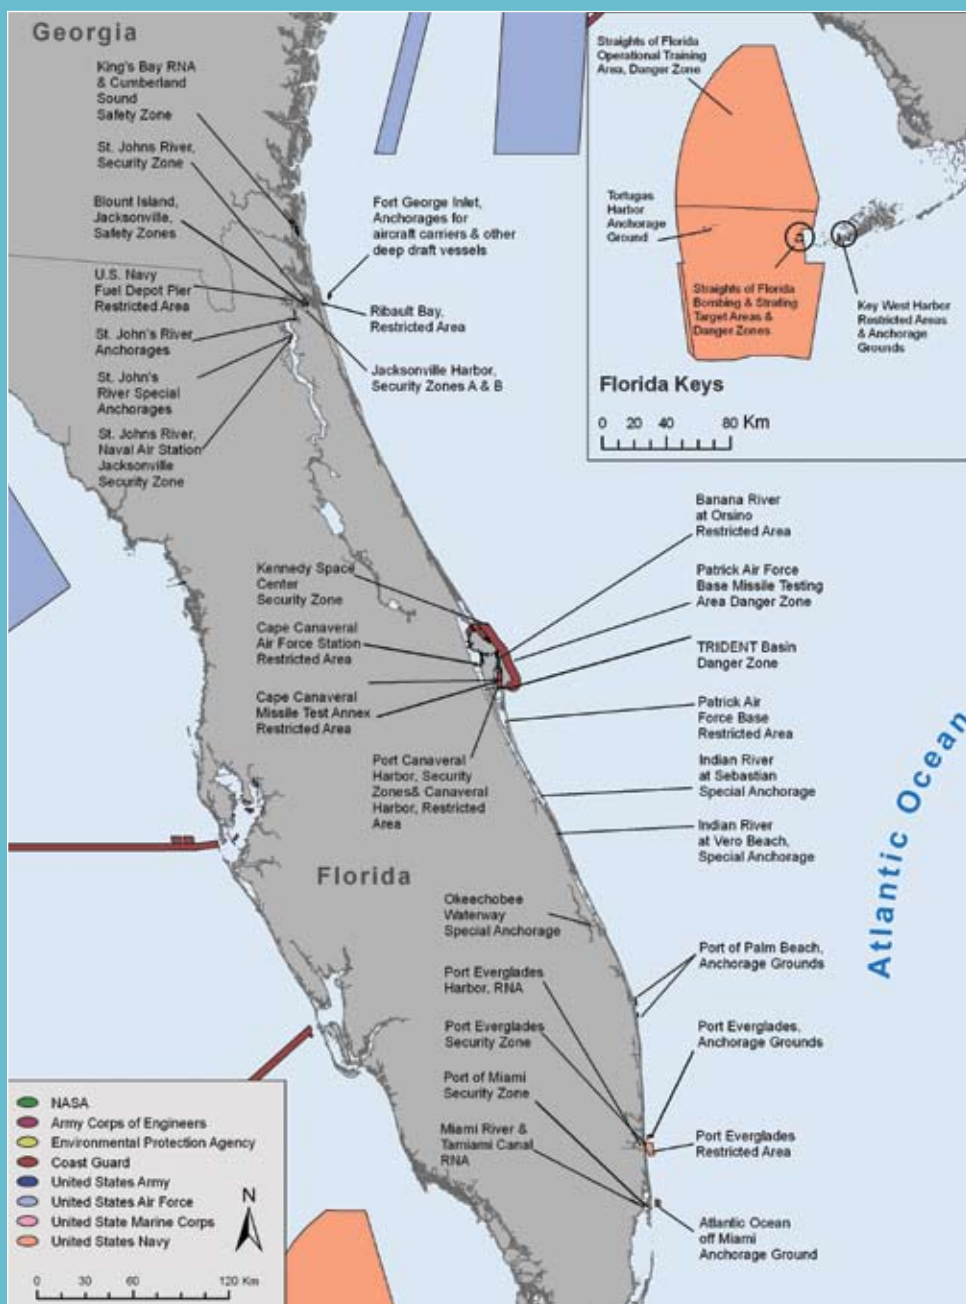 Georgia
King's Bay RNA
& Cumberland
Sound
Safety Zone
St. Johns River,
Security Zone
Blount Island,
Jacksonville,
Safety Zones
U.S. Navy
Fuel Depot Pier
Restricted Area
St. John's River
Anchorages
St. John's
River Special
Anchorages
St. Johns River,
Naval Air Station
Jacksonville
Security Zone
Fort George Inlet,
Anchorages for
aircraft carriers & other
deep draft vessels
Ribault Bay,
Restricted Area
Jacksonville Harbor,
Security Zones A & B
Straights of Florida
Operational Training
Area, Danger Zone
Tortugas
Harbor
Anchorage
Ground
Straights of Florida
Bombing & Strating
Target Areas &
Danger Zones
Key West Harbor
Restricted Areas
& Anchorage
Grounds
Florida Keys
0 20 40 80 Km
Banana River
at Orsino
Restricted Area
Patrick Air Force
Base Missile Testing
Area Danger Zone
TRIDENT Basin
Danger Zone
Patrick Air
Force Base
Restricted Area
Indian River
at Sebastian
Special Anchorage
Indian River
at Vero Beach,
Special Anchorage
Kennedy Space
Center
Security Zone
Cape Canaveral
Air Force Station
Restricted Area
Cape Canaveral
Missile Test Annex
Restricted Area
Port Canaveral
Harbor, Security
Zones& Canaveral
Harbor, Restricted
Area
Florida
Atlantic Ocean
Okeechobee
Waterway
Special Anchorage
Port of Palm Beach,
Anchorage Grounds
Port Everglades
Harbor, RNA
Port Everglades
Security Zone
Port Everglades,
Anchorage Grounds
Port of Miami
Security Zone
Miami River &
Tamiami Canal
RNA
Port Everglades
Restricted Area
Atlantic Ocean
off Miami
Anchorage Ground
NASA
Army Corps of Engineers
Environmental Protection Agency
Coast Guard
United States Army
United States Air Force
United State Marine Corps
United States Navy
N
0 30 60 120 Km